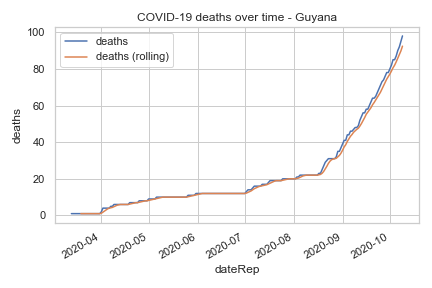 COVID-19 deaths over time - Guyana
deaths
deaths (rolling)
100
80
60
40
20
0
deaths
2020-04
2020-05
2020-06
2020-07
2020-08
2020-09
2020-10
dateRep